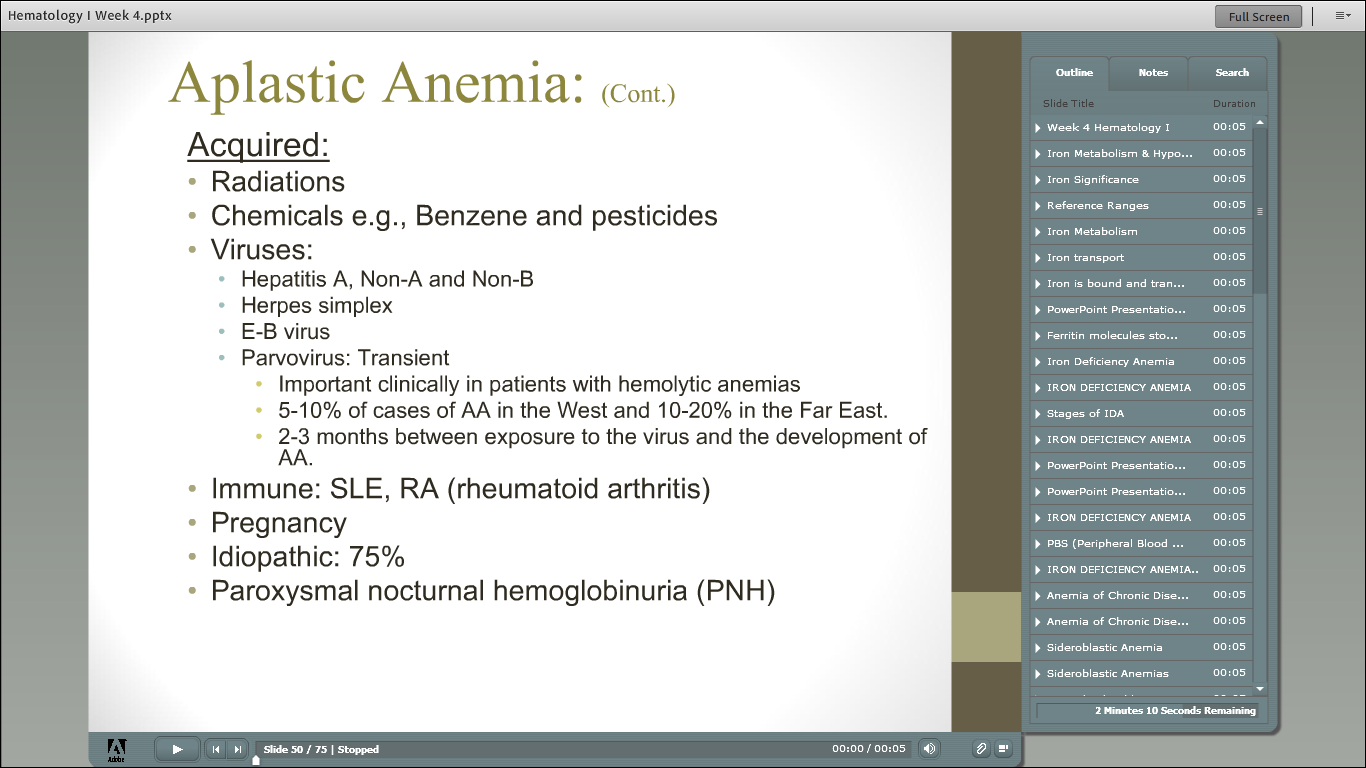 Hematology I Week 4.pptx
Full Screen
Aplastic Anemia: (Cont.)
Acquired:
• Radiations
• Chemicals e.g., Benzene and pesticides
• Viruses:
• Hepatitis A, Non-A and Non-B
• Herpes simplex
• E-B virus
• Parvovirus: Transient
• Important clinically in patients with hemolytic anemias
• 5-10% of cases of AA in the West and 10-20% in the Far East.
• 2-3 months between exposure to the virus and the development of
AA.
• Immune: SLE, RA (rheumatoid arthritis)
• Pregnancy
• Idiopathic: 75%
• Paroxysmal nocturnal hemoglobinuria (PNH)
Outline Notes Search
Slide Title Duration
Week 4 Hematology I 00:05
Iron Metabolism & Hypo... 00:05
Iron Significance 00:05
Reference Ranges 00:05
Iron Metabolism 00:05
Iron transport 00:05
Iron is bound and tran... 00:05
PowerPoint Presentatio... 00:05
Ferritin molecules sto... 00:05
Iron Deficiency Anemia 00:05
IRON DEFICIENCY ANEMIA 00:05
Stages of IDA 00:05
IRON DEFICIENCY ANEMIA 00:05
PowerPoint Presentatio... 00:05
PowerPoint Presentatio... 00:05
IRON DEFICIENCY ANEMIA 00:05
PBS (Peripheral Blood ... 00:05
IRON DEFICIENCY ANEMIA.. 00:05
Anemia of Chronic Dise... 00:05
Anemia of Chronic Dise... 00:05
Sideroblastic Anemia 00:05
Sideroblastic Anemias 00:05
2 Minutes 10 Seconds Remaining
Adobe
Slide 50 / 75 | Stopped
00:00 / 00:05